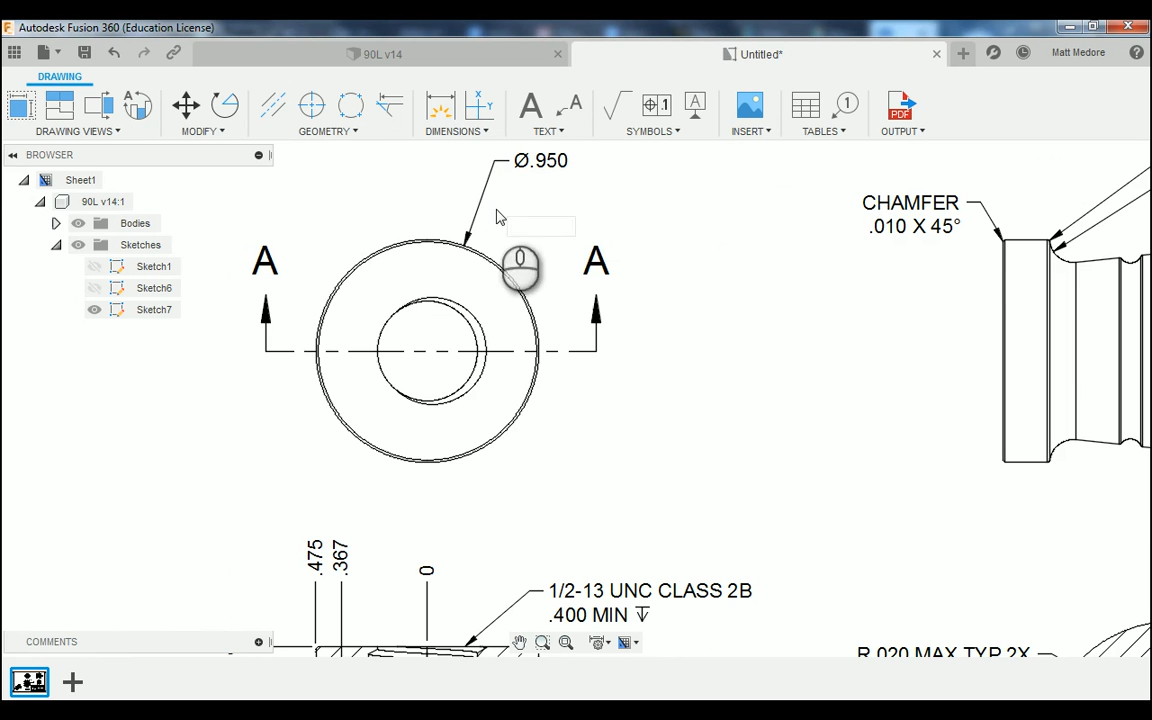 Autodesk Fusion 360 (Education License)
90L v14
Untitled*
Matt Medore
DRAWING
DRAWING VIEWS
MODIFY
GEOMETRY
DIMENSIONS
TEXT
SYMBOLS
INSERT
TABLES
OUTPUT
BROWSER
Sheet1
90L v14:1
Bodies
Sketches
Sketch1
Sketch6
Sketch7
Ø.950
A
A
CHAMFER
.010 X 45°
.475
.367
0
1/2-13 UNC CLASS 2B
.400 MIN ↧
R.020 MAX TYP 2X
COMMENTS